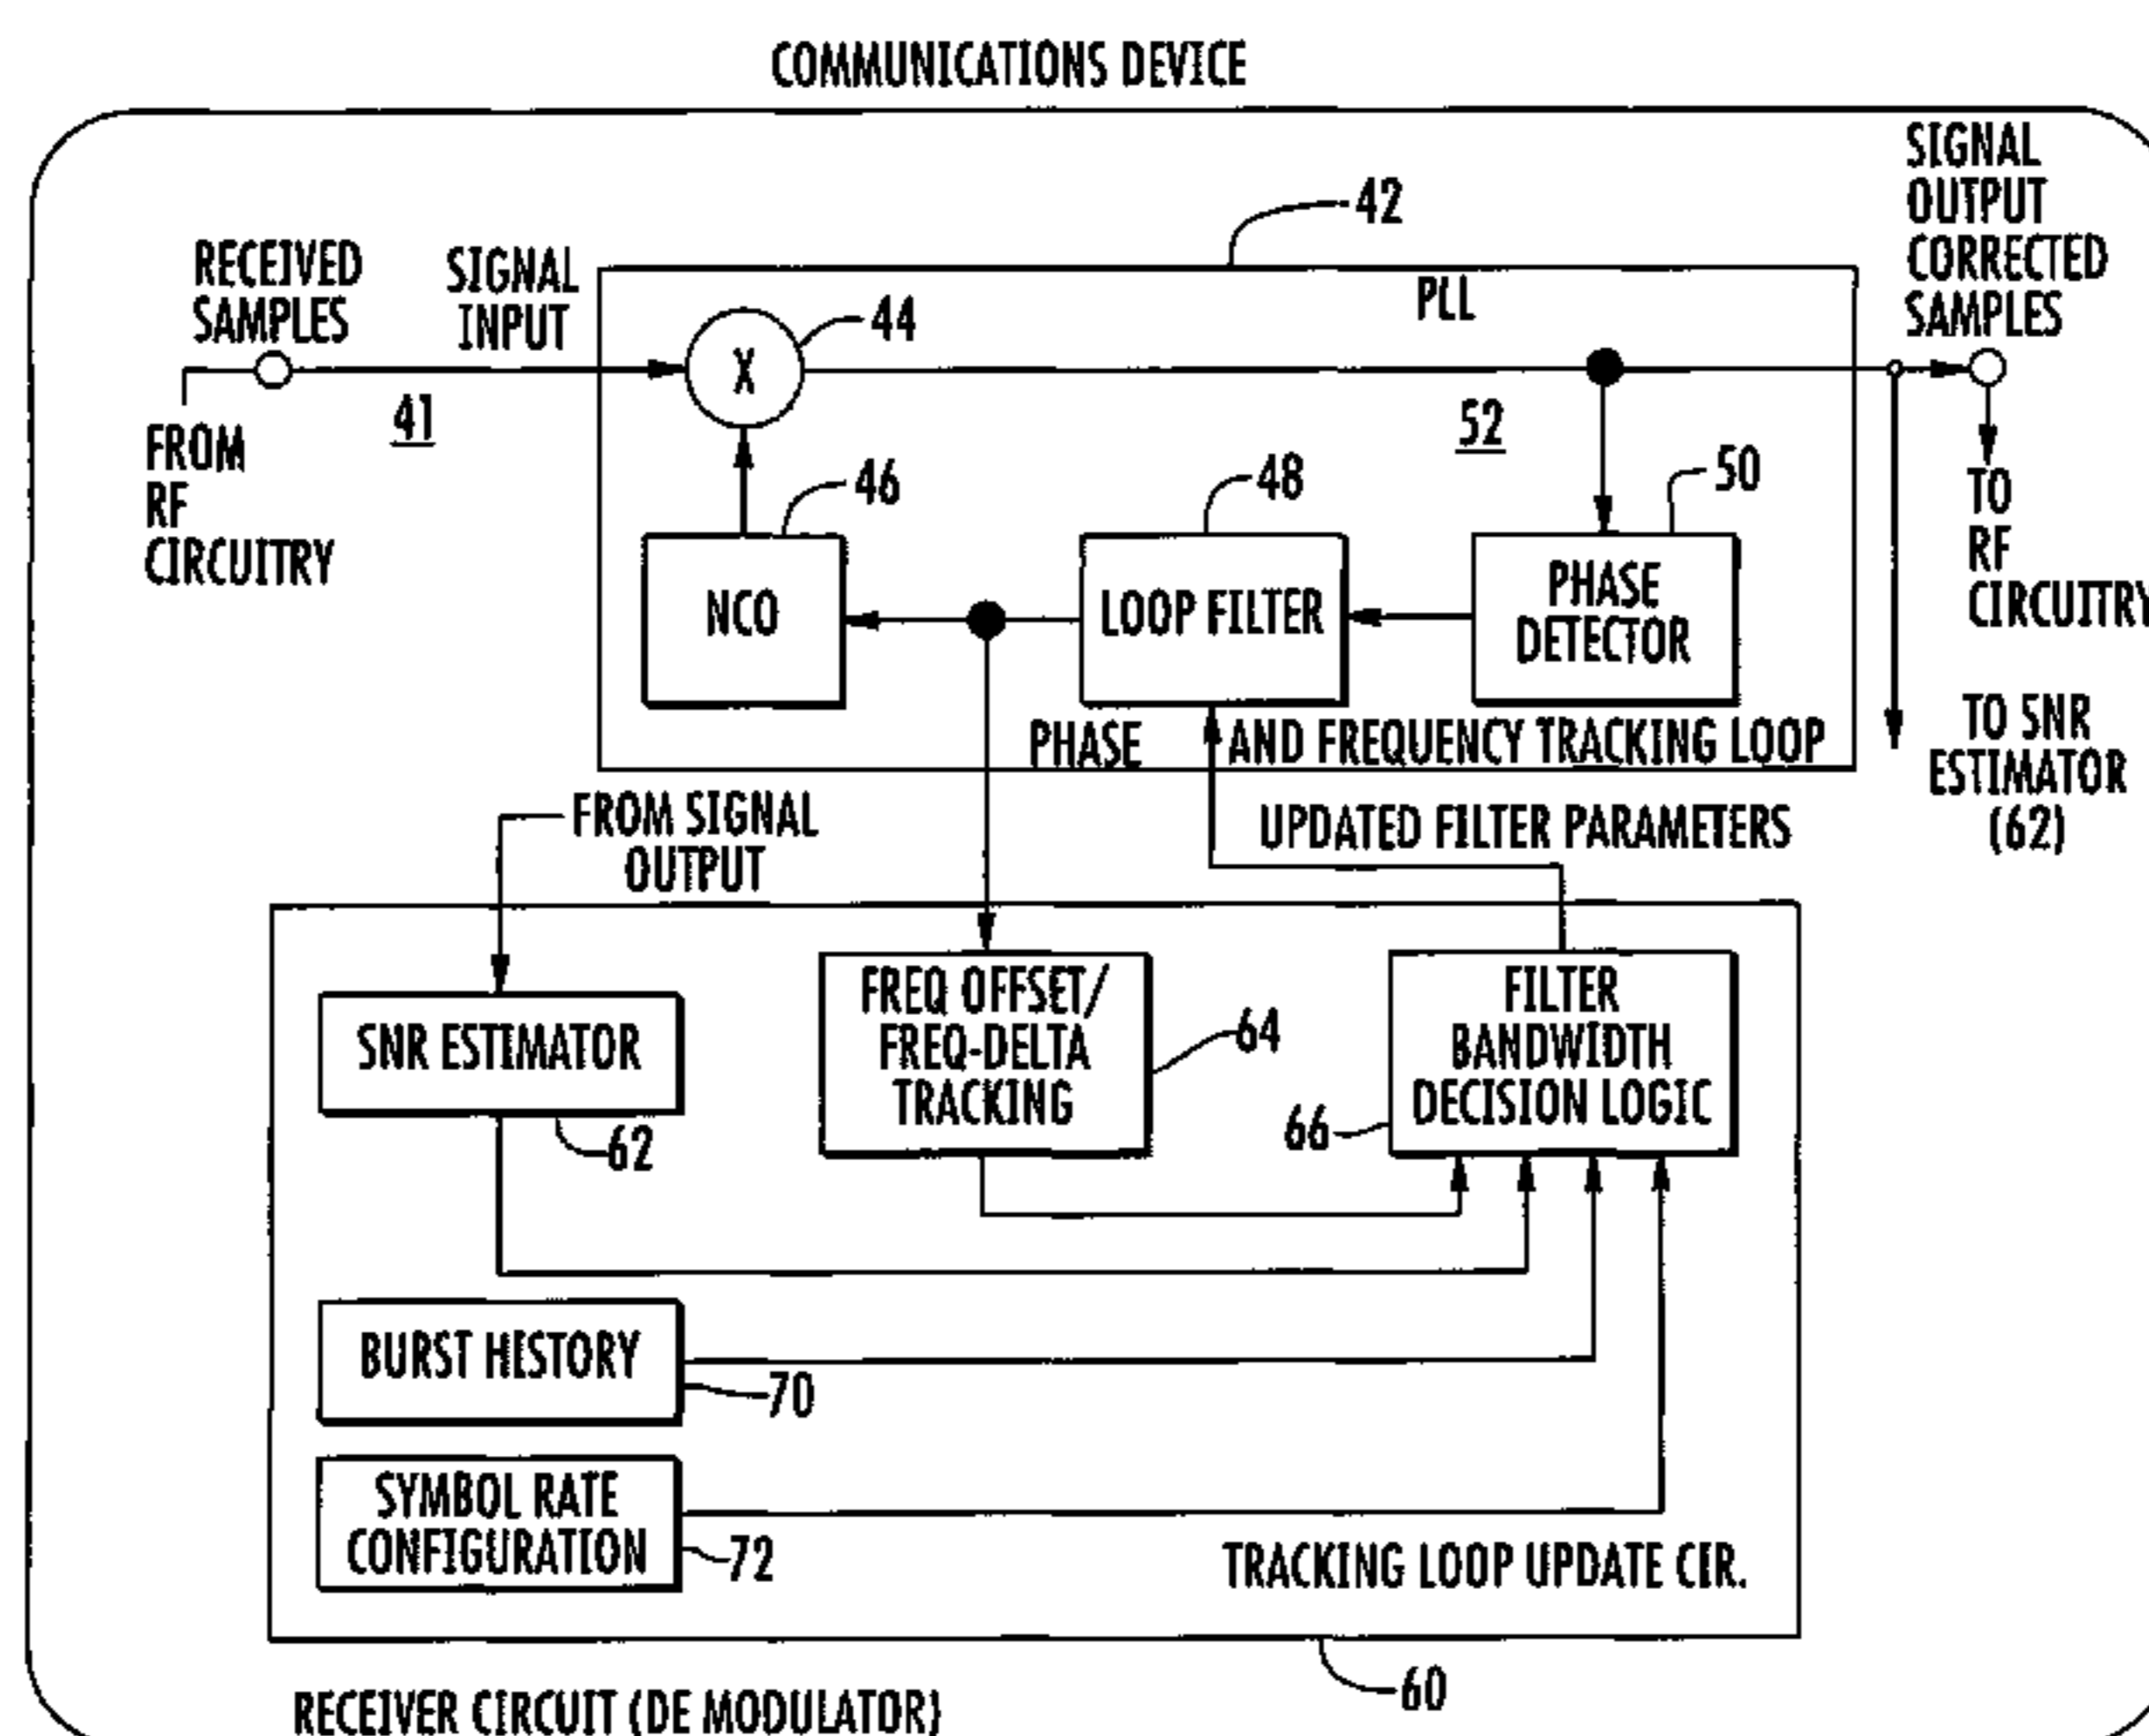 COMMUNICATIONS DEVICE
SIGNAL
OUTPUT
CORRECTED
SAMPLES
42
RECEIVED
SAMPLES
SIGNAL
INPUT
PLL
44
X
41
52
FROM
RF
CIRCUITRY
46
48
50
TO
RF
CIRCUITRY
NCO
LOOP FILTER
PHASE
DETECTOR
PHASE AND FREQUENCY TRACKING LOOP
TO SNR
ESTIMATOR
(62)
FROM SIGNAL
OUTPUT
UPDATED FILTER PARAMETERS
SNR ESTIMATOR
62
FREQ OFFSET/
FREQ-DELTA
TRACKING
64
FILTER
BANDWIDTH
DECISION LOGIC
66
BURST HISTORY
70
SYMBOL RATE
CONFIGURATION
72
TRACKING LOOP UPDATE CIR.
60
RECEIVER CIRCUIT (DE MODULATOR)